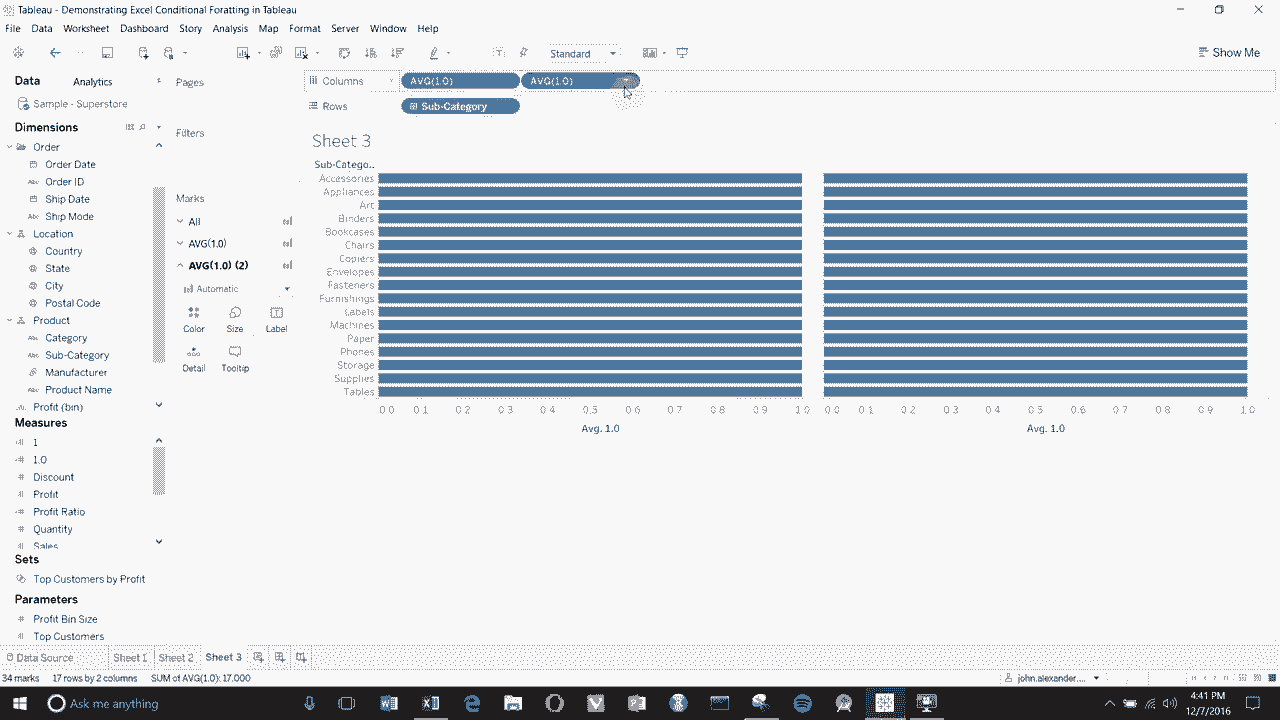 Tableau - Demonstrating Excel Conditional Foratting in Tableau
File Data Worksheet Dashboard Story Analysis Map Format Server Window Help
Standard
Show Me
Data Analytics
Pages
Columns AVG(1.0) AVG(1.0)
Sample - Superstore
Rows Sub-Category
Dimensions
Filters
Order
Order Date
Order ID
Ship Date
Ship Mode
Location
Country
State
City
Postal Code
Product
Category
Sub-Category
Manufacturer
Product Name
Profit (bin)
Measures
1
1.0
Discount
Profit
Profit Ratio
Quantity
Sales
Sets
Top Customers by Profit
Parameters
Profit Bin Size
Top Customers
Marks
All
AVG(1.0)
AVG(1.0) (2)
Automatic
Color Size Label
Detail Tooltip
Sheet 3
Sub-Catego..
Accessories
Appliances
Art
Binders
Bookcases
Chairs
Copiers
Envelopes
Fasteners
Furnishings
Labels
Machines
Paper
Phones
Storage
Supplies
Tables
0.0 0.1 0.2 0.3 0.4 0.5 0.6 0.7 0.8 0.9 1.0 0.0 0.1 0.2 0.3 0.4 0.5 0.6 0.7 0.8 0.9 1.0
Avg. 1.0 Avg. 1.0
Data Source Sheet 1 Sheet 2 Sheet 3
34 marks 17 rows by 2 columns SUM of AVG(1.0): 17.000
john.alexander....
Ask me anything
4:41 PM
12/7/2016